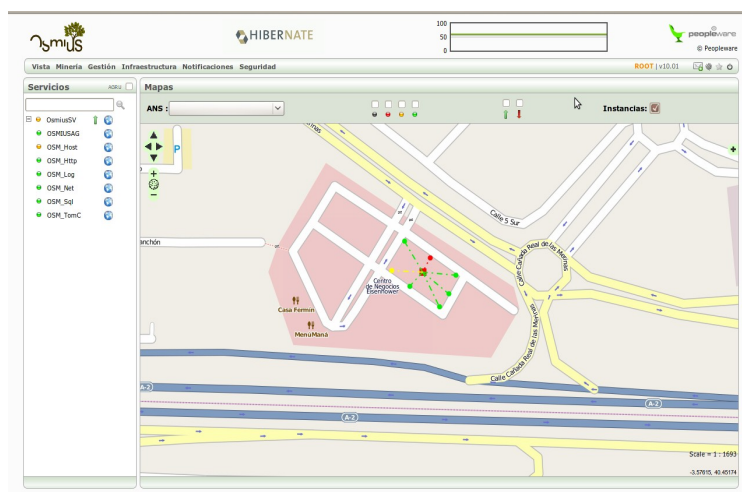 Osmius
HIBERNATE
100
50
0
peopleware
© Peopleware
Vista Minería Gestión Infraestructura Notificaciones Seguridad
ROOT | v10.01
Servicios
AGRU
Mapas
ANS :
Instancias:
OsmiusSV
OSMIUSAG
OSM_Host
OSM_Http
OSM_Log
OSM_Net
OSM_Sql
OSM_TomC
P
Calle 5 Sur
Calle Cañada Real de las Merinas
anchón
Centro
de Negocios
Eisenhower
Casa Fermin
MenuMana
Calle Cañada Real de las Merinas
A-2)
(A-2)
(A-2)
Scale = 1 : 1693
-3.57615, 40.45174